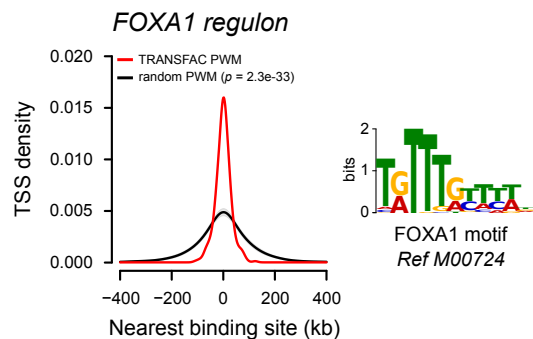 FOXA1 regulon
TRANSFAC PWM
random PWM (p = 2.3e-33)
TSS density
0.020
0.015
0.010
0.005
0.000
−400 −200 0 200 400
Nearest binding site (kb)
bits
2
1
0
TGTTTG
FOXA1 motif
Ref M00724